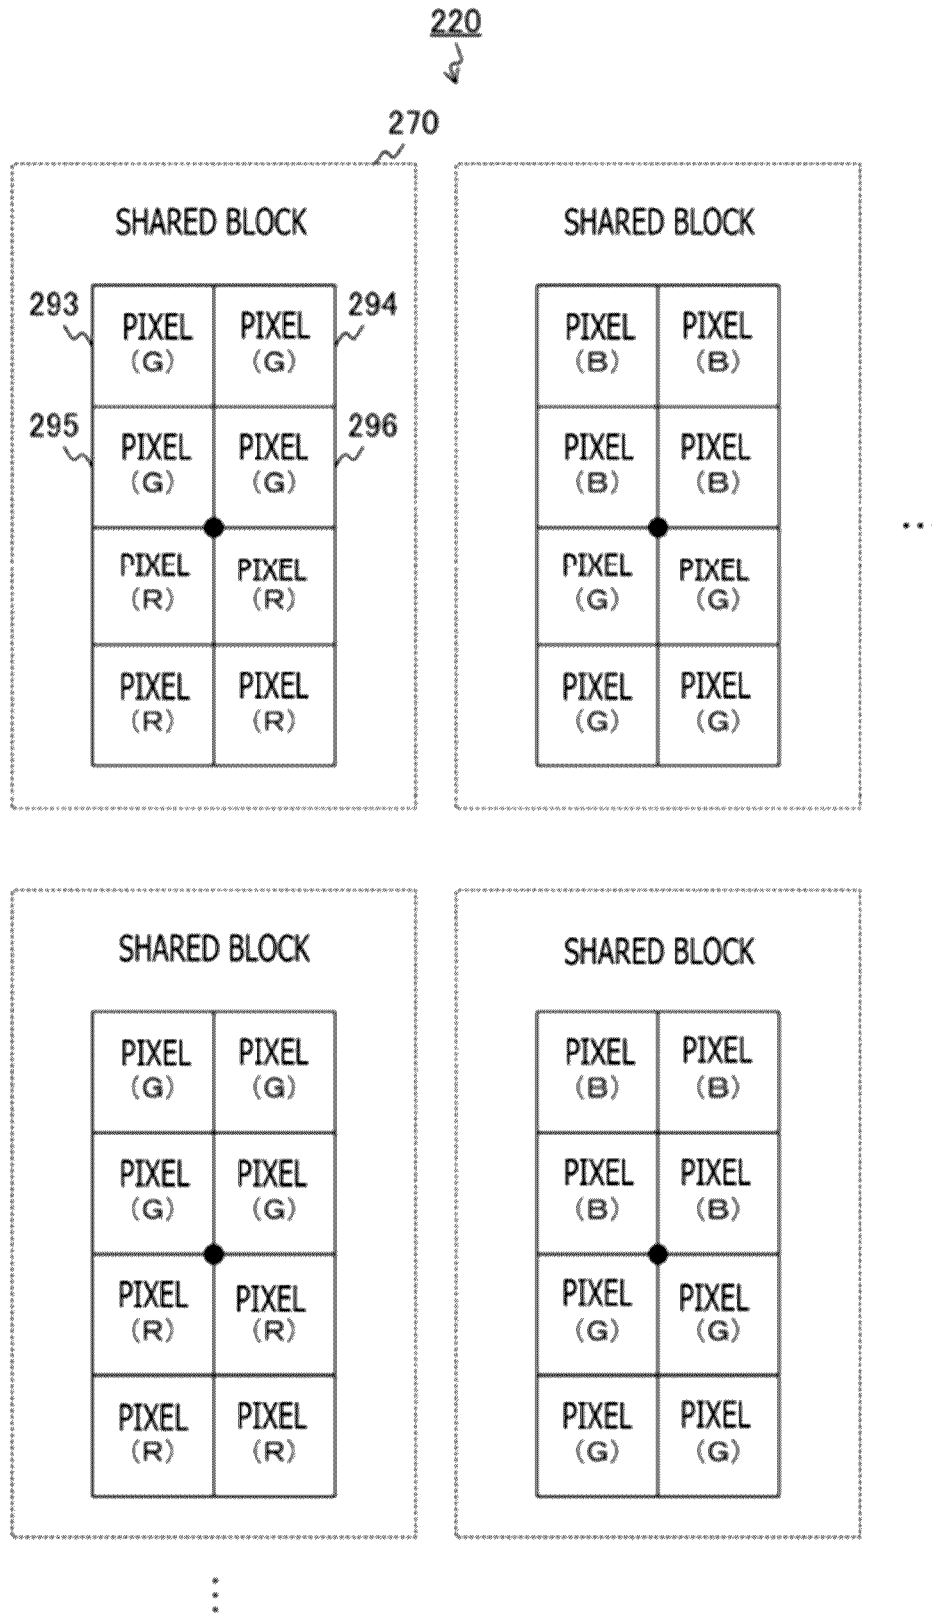 220
270
SHARED BLOCK SHARED BLOCK
293 PIXEL PIXEL 294 PIXEL PIXEL
(G) (G) (B) (B)
295 PIXEL PIXEL 296 PIXEL PIXEL
(G) (G) (B) (B)
...
PIXEL PIXEL PIXEL PIXEL
(R) (R) (G) (G)
PIXEL PIXEL PIXEL PIXEL
(R) (R) (G) (G)
SHARED BLOCK SHARED BLOCK
PIXEL PIXEL PIXEL PIXEL
(G) (G) (B) (B)
PIXEL PIXEL PIXEL PIXEL
(G) (G) (B) (B)
PIXEL PIXEL PIXEL PIXEL
(R) (R) (G) (G)
PIXEL PIXEL PIXEL PIXEL
(R) (R) (G) (G)
...